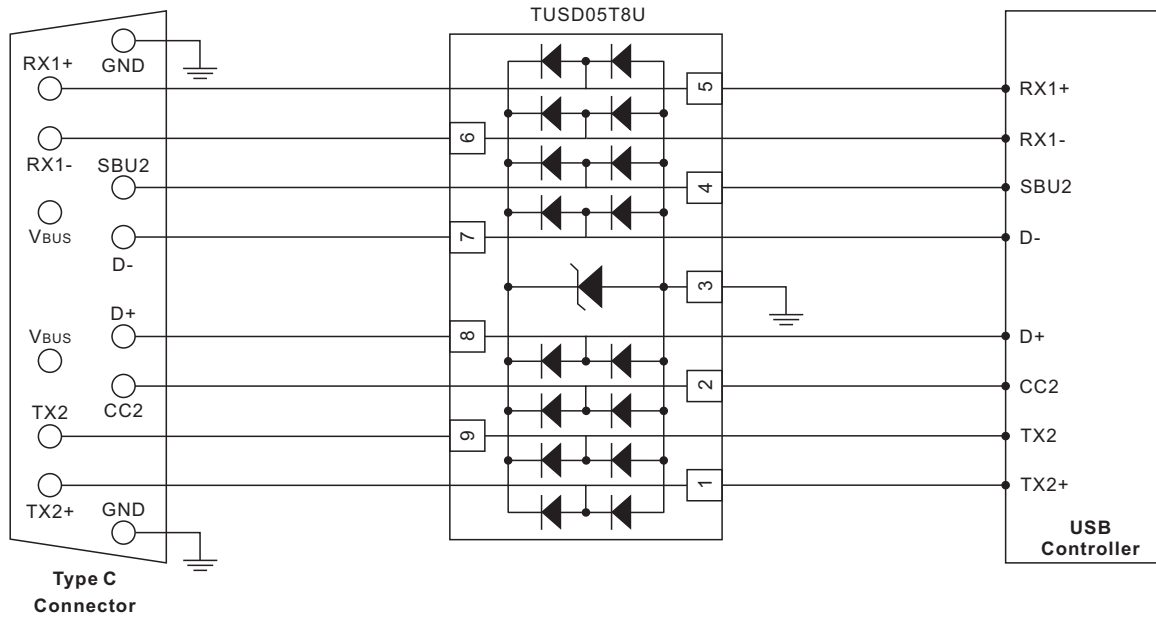 TUSD05T8U
GND
RX1+
RX1-
SBU2
VBUS
D-
D+
VBUS
CC2
TX2
TX2+
GND
Type C
Connector
5
6
4
7
3
8
2
9
1
RX1+
RX1-
SBU2
D-
D+
CC2
TX2
TX2+
USB
Controller